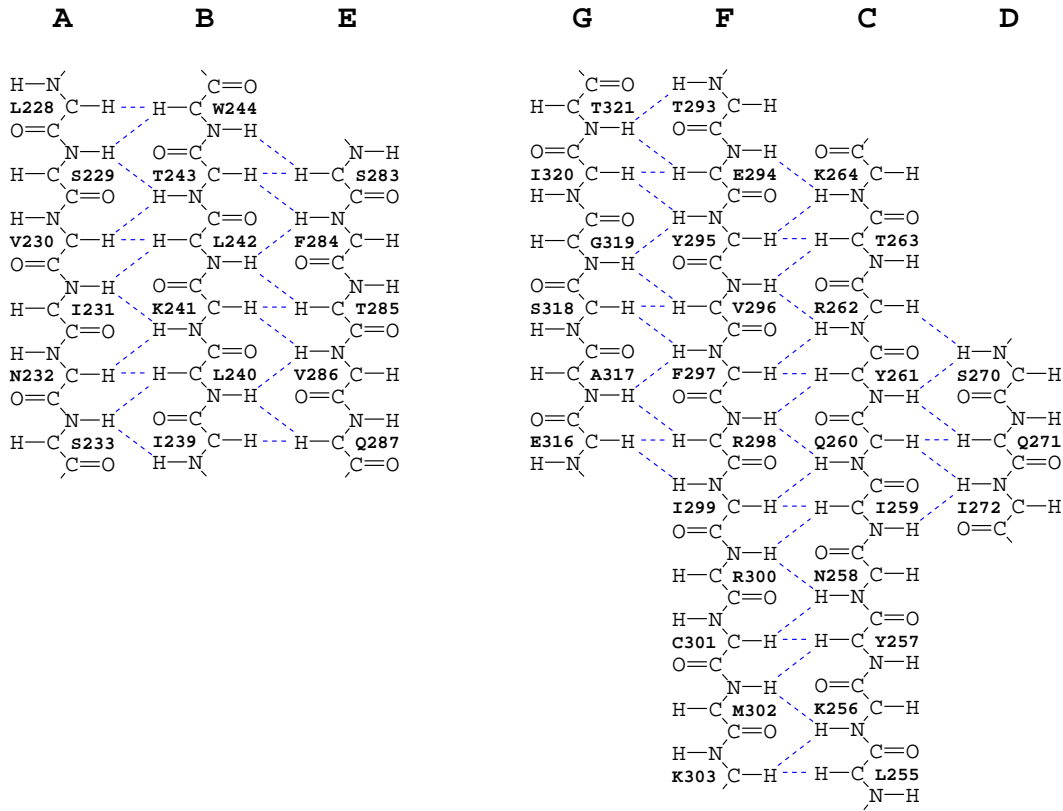 A B E G F C D
H—N C=O C=O H—N
L228 C—H H—C W244 H—C T321 T293 C—H
O=C N—H N—H O=C
N—H O=C N—H O=C N—H O=C
H—C S229 T243 C—H H—C S283 I320 C—H H—C E294 K264 C—H
C=O H—N C=O H—N C=O H—N
H—N C=O H—N C=O H—N C=O
V230 C—H H—C L242 F284 C—H H—C G319 Y295 C—H H—C T263
O=C N—H O=C N—H O=C N—H
N—H O=C N—H O=C N—H O=C
H—C I231 K241 C—H H—C T285 S318 C—H H—C V296 R262 C—H
C=O H—N C=O H—N C=O H—N
H—N C=O H—N C=O H—N C=O H—N
N232 C—H H—C L240 V286 C—H H—C A317 F297 C—H H—C Y261 S270 C—H
O=C N—H O=C N—H O=C N—H O=C
N—H O=C N—H O=C N—H O=C N—H
H—C S233 I239 C—H H—C Q287 E316 C—H H—C R298 Q260 C—H H—C Q271
C=O H—N C=O H—N C=O H—N C=O
H—N C=O H—N
I299 C—H H—C I259 I272 C—H
O=C N—H O=C
N—H O=C
H—C R300 N258 C—H
C=O H—N
H—N C=O
C301 C—H H—C Y257
O=C N—H
N—H O=C
H—C M302 K256 C—H
C=O H—N
H—N C=O
K303 C—H H—C L255
N—H